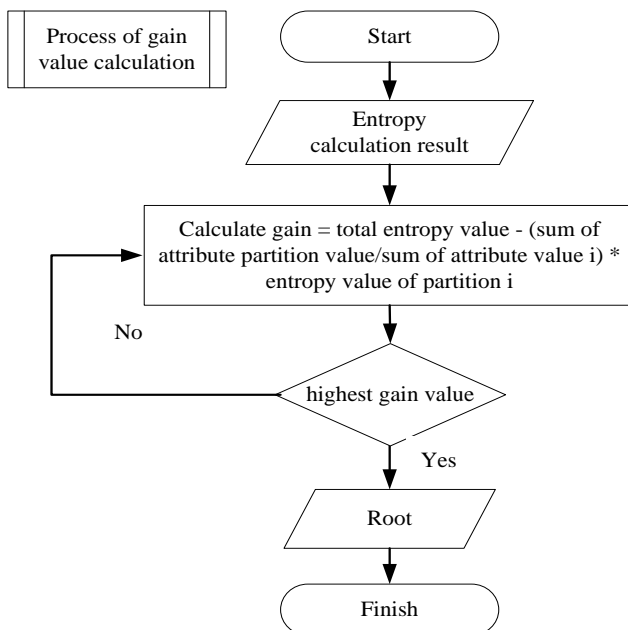 Process of gain
value calculation
Start
Entropy
calculation result
Calculate gain = total entropy value - (sum of
attribute partition value/sum of attribute value i) *
entropy value of partition i
No
highest gain value
Yes
Root
Finish